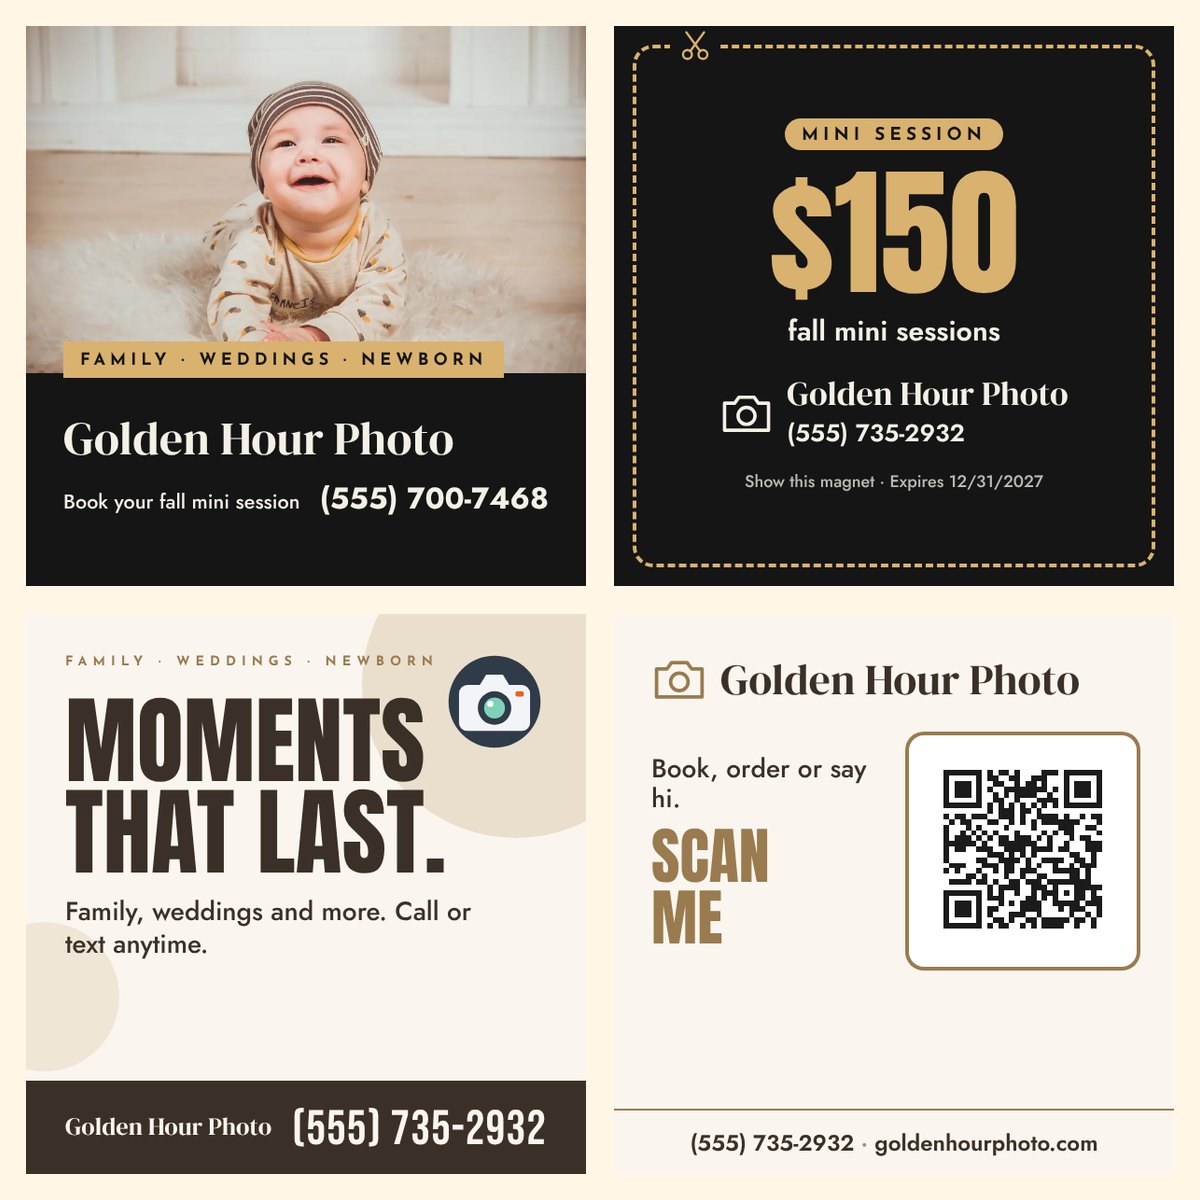 FAMILY · WEDDINGS · NEWBORN
Golden Hour Photo
Book your fall mini session (555) 700-7468
MINI SESSION
$150
fall mini sessions
Golden Hour Photo
(555) 735-2932
Show this magnet · Expires 12/31/2027
FAMILY · WEDDINGS · NEWBORN
MOMENTS
THAT LAST.
Family, weddings and more. Call or
text anytime.
Golden Hour Photo (555) 735-2932
Golden Hour Photo
Book, order or say
hi.
SCAN
ME
(555) 735-2932 · goldenhourphoto.com